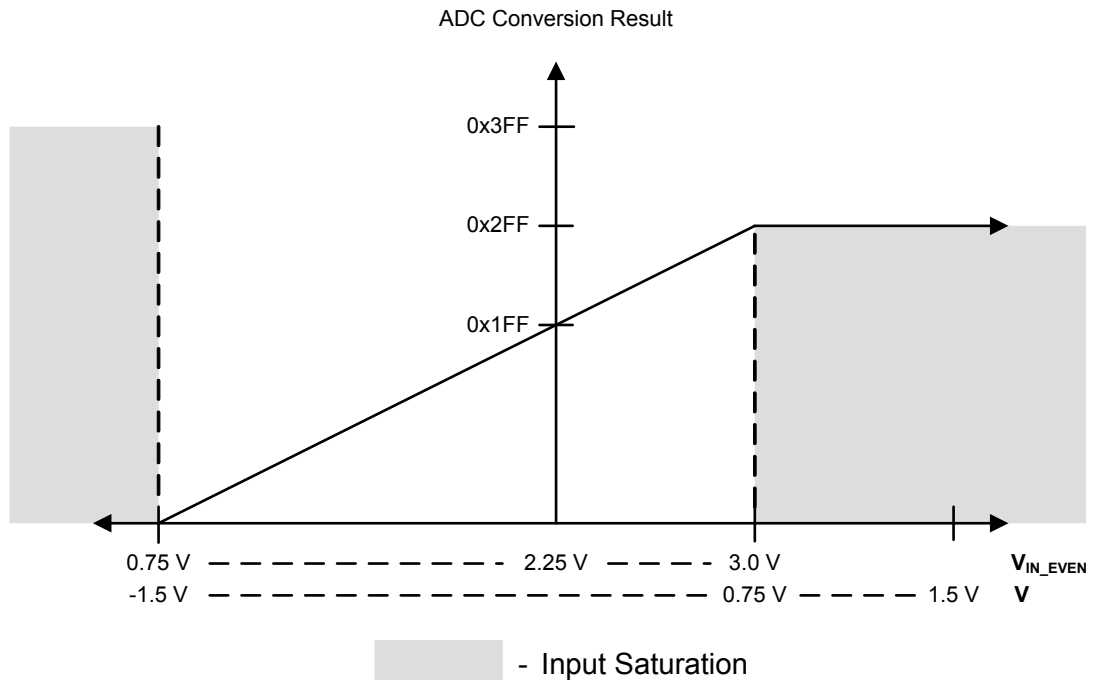 ADC Conversion Result
0x3FF
0x2FF
0x1FF
0.75 V 2.25 V 3.0 V VIN_EVEN
-1.5 V 0.75 V 1.5 V V
- Input Saturation